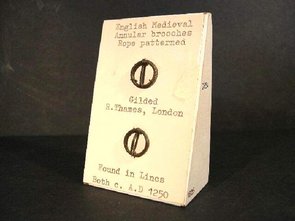 English Medieval
Annular brooches
Rope patterned
Gilded
R.Thames, London
Found in Lincs
Both c. A.D 1250